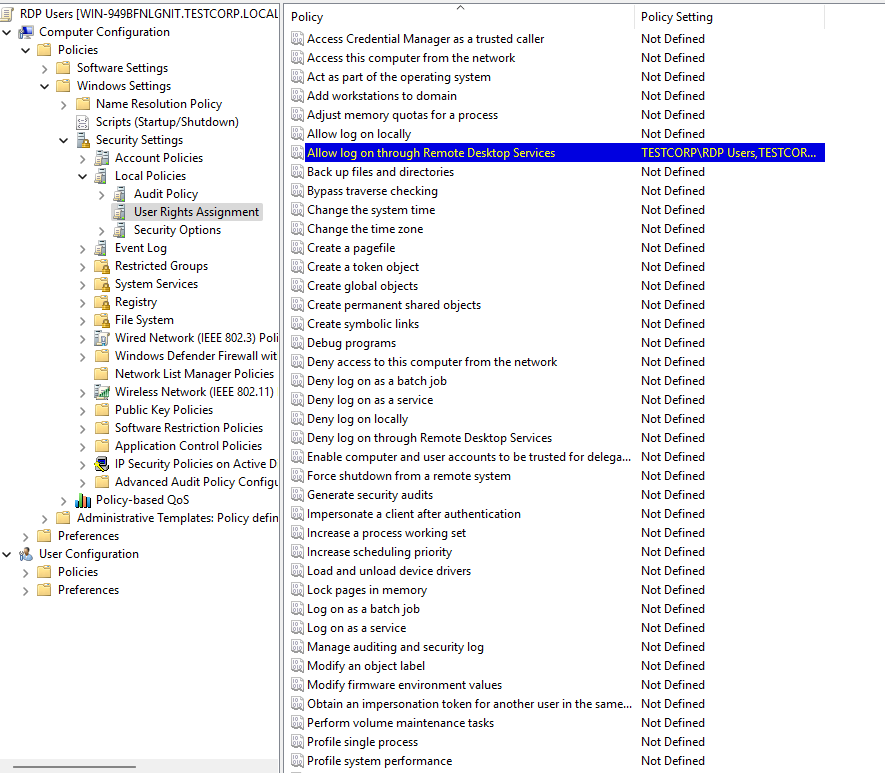 RDP Users [WIN-949BFNLGNIT.TESTCORP.LOCAL
Computer Configuration
Policies
Software Settings
Windows Settings
Name Resolution Policy
Scripts (Startup/Shutdown)
Security Settings
Account Policies
Local Policies
Audit Policy
User Rights Assignment
Security Options
Event Log
Restricted Groups
System Services
Registry
File System
Wired Network (IEEE 802.3) Poli
Windows Defender Firewall wit
Network List Manager Policies
Wireless Network (IEEE 802.11)
Public Key Policies
Software Restriction Policies
Application Control Policies
IP Security Policies on Active D
Advanced Audit Policy Configu
Policy-based QoS
Administrative Templates: Policy defin
Preferences
User Configuration
Policies
Preferences
Policy Policy Setting
Access Credential Manager as a trusted caller Not Defined
Access this computer from the network Not Defined
Act as part of the operating system Not Defined
Add workstations to domain Not Defined
Adjust memory quotas for a process Not Defined
Allow log on locally Not Defined
Allow log on through Remote Desktop Services TESTCORP\RDP Users,TESTCOR...
Back up files and directories Not Defined
Bypass traverse checking Not Defined
Change the system time Not Defined
Change the time zone Not Defined
Create a pagefile Not Defined
Create a token object Not Defined
Create global objects Not Defined
Create permanent shared objects Not Defined
Create symbolic links Not Defined
Debug programs Not Defined
Deny access to this computer from the network Not Defined
Deny log on as a batch job Not Defined
Deny log on as a service Not Defined
Deny log on locally Not Defined
Deny log on through Remote Desktop Services Not Defined
Enable computer and user accounts to be trusted for delega... Not Defined
Force shutdown from a remote system Not Defined
Generate security audits Not Defined
Impersonate a client after authentication Not Defined
Increase a process working set Not Defined
Increase scheduling priority Not Defined
Load and unload device drivers Not Defined
Lock pages in memory Not Defined
Log on as a batch job Not Defined
Log on as a service Not Defined
Manage auditing and security log Not Defined
Modify an object label Not Defined
Modify firmware environment values Not Defined
Obtain an impersonation token for another user in the same... Not Defined
Perform volume maintenance tasks Not Defined
Profile single process Not Defined
Profile system performance Not Defined